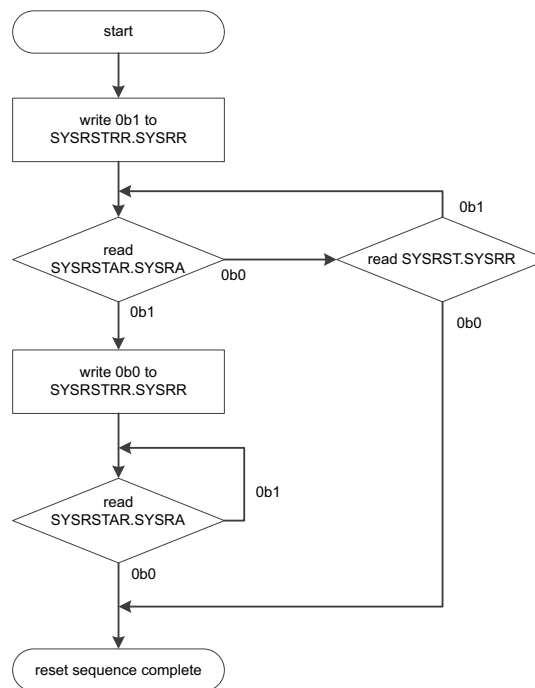 start
write 0b1 to
SYSRSTRR.SYSRR
0b1
read
SYSRSTAR.SYSRA
0b0
read SYSRST.SYSRR
0b1
0b0
write 0b0 to
SYSRSTRR.SYSRR
read
SYSRSTAR.SYSRA
0b1
0b0
reset sequence complete